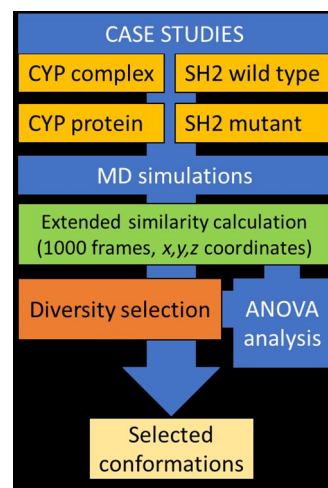 CASE STUDIES
CYP complex
SH2 wild type
CYP protein
SH2 mutant
MD simulations
Extended similarity calculation
(1000 frames, x,y,z coordinates)
Diversity selection
ANOVA
analysis
Selected
conformations